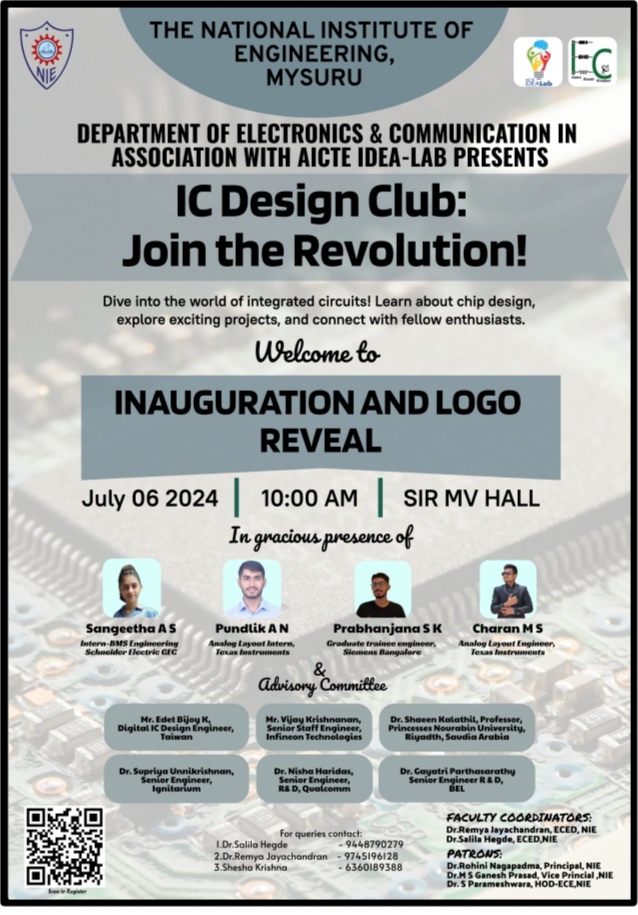 THE NATIONAL INSTITUTE OF
ENGINEERING,
MYSURU
NIE
IDEALab
EC
DEPARTMENT OF ELECTRONICS & COMMUNICATION IN
ASSOCIATION WITH AICTE IDEA-LAB PRESENTS
IC Design Club:
Join the Revolution!
Dive into the world of integrated circuits! Learn about chip design,
explore exciting projects, and connect with fellow enthusiasts.
Welcome to
INAUGURATION AND LOGO
REVEAL
July 06 2024 | 10:00 AM | SIR MV HALL
In gracious presence of
Sangeetha A S
Intern-BMS Engineering
Schneider Electric GEC
Pundlik A N
Analog Layout Intern,
Texas Instruments
Prabhanjana S K
Graduate trainee engineer,
Siemens Bangalore
Charan M S
Analog Layout Engineer,
Texas Instruments
&
Advisory Committee
Mr. Edet Bijoy K,
Digital IC Design Engineer,
Taiwan
Mr. Vijay Krishnanan,
Senior Staff Engineer,
Infineon Technologies
Dr. Shaeen Kalathil, Professor,
Princesses Nourabin University,
Riyadth, Saudia Arabia
Dr. Supriya Unnikrishnan,
Senior Engineer,
Ignitarium
Dr. Nisha Haridas,
Senior Engineer,
R& D, Qualcomm
Dr. Gayatri Parthasarathy
Senior Engineer R & D,
BEL
Scan to Register
For queries contact:
1.Dr.Salila Hegde - 9448790279
2.Dr.Remya Jayachandran - 9745196128
3.Shesha Krishna - 6360189388
FACULTY COORDINATORS:
Dr.Remya Jayachandran, ECED, NIE
Dr.Salila Hegde, ECED,NIE
PATRONS:
Dr.Rohini Nagapadma, Principal, NIE
Dr.M S Ganesh Prasad, Vice Princial ,NIE
Dr. S Parameshwara, HOD-ECE,NIE